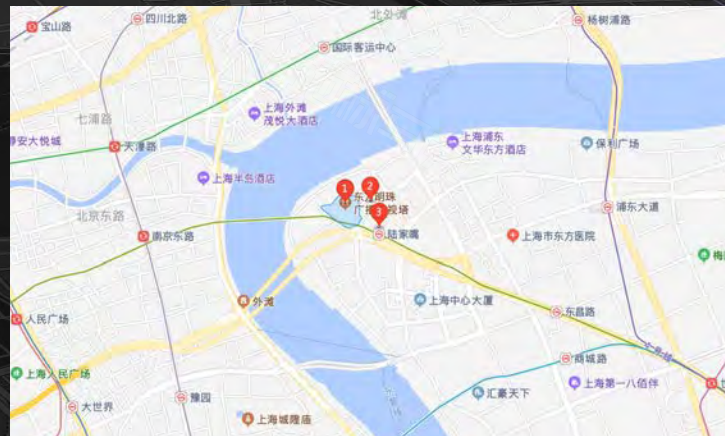 北外滩
四川北路
宝山路
杨树浦路
国际客运中心
上海外滩
茂悦大酒店
七浦路
静安大悦城
天潼路
上海浦东
文华东方酒店
保利广场
上海半岛酒店
1
2
东方明珠
3
北京东路
浦东大道
南京东路
陆家嘴
上海市东方医院
外滩
上海中心大厦
人民广场
东昌路
商城路
上海人民广场
豫园
上海第一八佰伴
大世界
汇豪天下
上海城隍庙